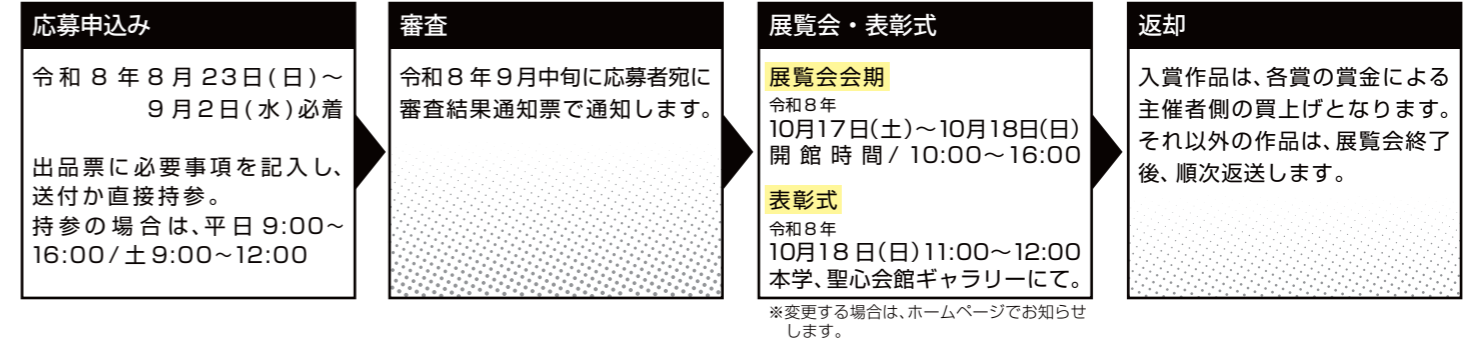 応募申込み
令和8年8月23日(日)～
9月2日(水)必着
出品票に必要事項を記入し、
送付か直接持参。
持参の場合は、平日 9:00～
16:00/土9:00～12:00
審査
令和8年9月中旬に応募者宛に
審査結果通知票で通知します。
展覧会・表彰式
展覧会会期
令和8年
10月17日(土)～10月18日(日)
開館時間/10:00～16:00
表彰式
令和8年
10月18日(日)11:00～12:00
本学、聖心会館ギャラリーにて。
※変更する場合は、ホームページでお知らせ
します。
返却
入賞作品は、各賞の賞金による
主催者側の買上げとなります。
それ以外の作品は、展覧会終了
後、順次返送します。